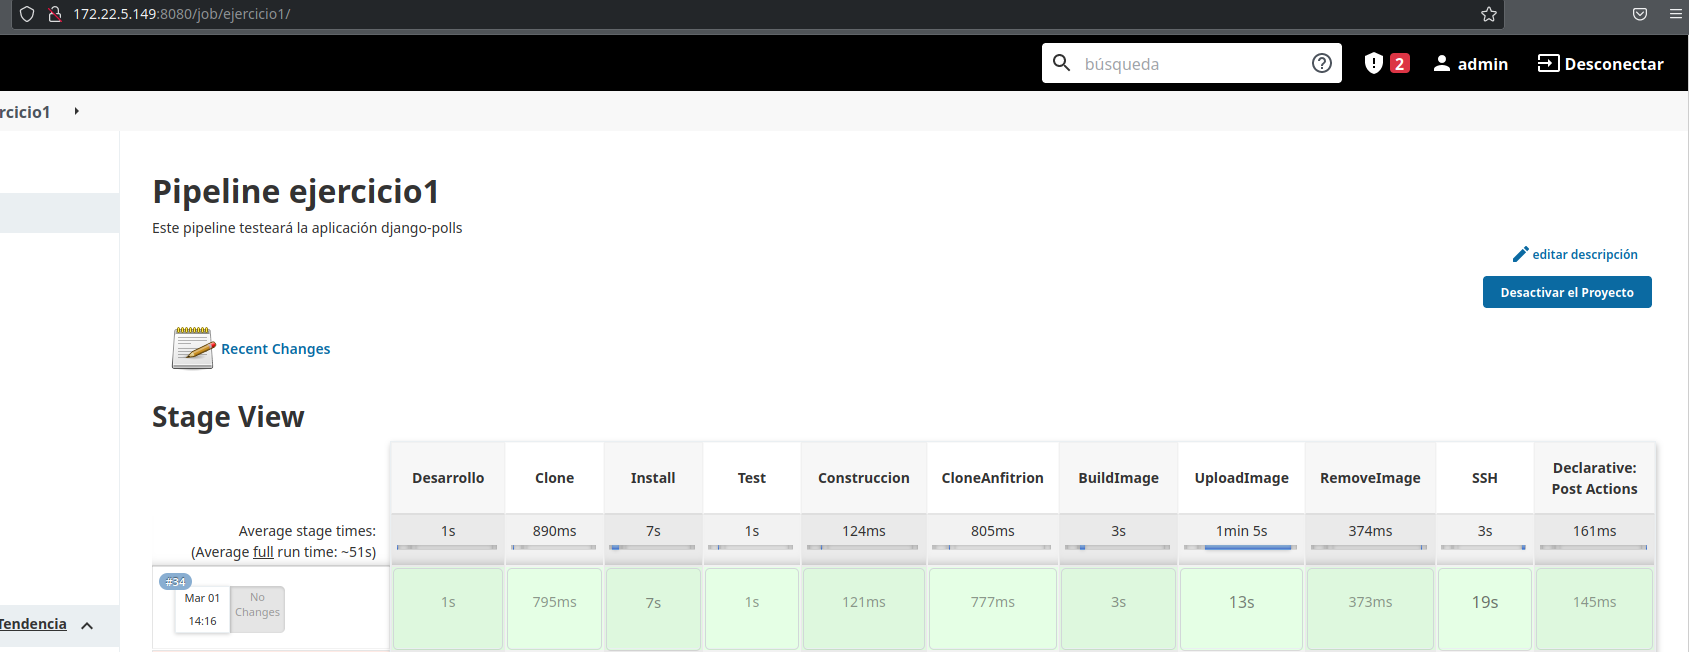 172.22.5.149:8080/job/ejercicio1/
búsqueda
2
admin
Desconectar
rcicio1
Pipeline ejercicio1
Este pipeline testeará la aplicación django-polls
editar descripción
Desactivar el Proyecto
Recent Changes
Stage View
Desarrollo Clone Install Test Construccion CloneAnfitrion BuildImage UploadImage RemoveImage SSH Declarative: Post Actions
Average stage times: 1s 890ms 7s 1s 124ms 805ms 3s 1min 5s 374ms 3s 161ms
(Average full run time: ~51s)
#34
Mar 01
14:16
No
Changes
1s 795ms 7s 1s 121ms 777ms 3s 13s 373ms 19s 145ms
Tendencia